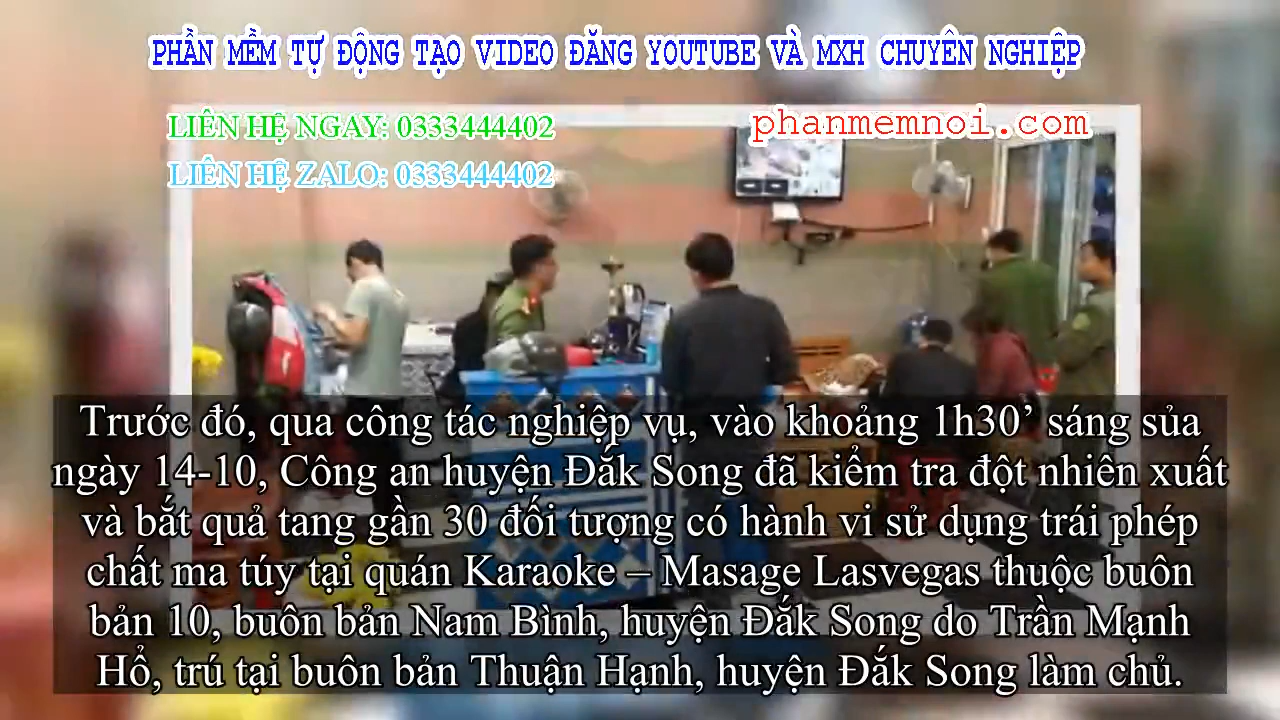 PHẦN MỀM TỰ ĐỘNG TẠO VIDEO ĐĂNG YOUTUBE VÀ MXH CHUYÊN NGHIỆP
LIÊN HỆ NGAY: 0333444402
phanmemnoi.com
LIÊN HỆ ZALO: 0333444402
Trước đó, qua công tác nghiệp vụ, vào khoảng 1h30’ sáng sủa
ngày 14-10, Công an huyện Đắk Song đã kiểm tra đột nhiên xuất
và bắt quả tang gần 30 đối tượng có hành vi sử dụng trái phép
chất ma túy tại quán Karaoke – Masage Lasvegas thuộc buôn
bản 10, buôn bản Nam Bình, huyện Đắk Song do Trần Mạnh
Hổ, trú tại buôn bản Thuận Hạnh, huyện Đắk Song làm chủ.